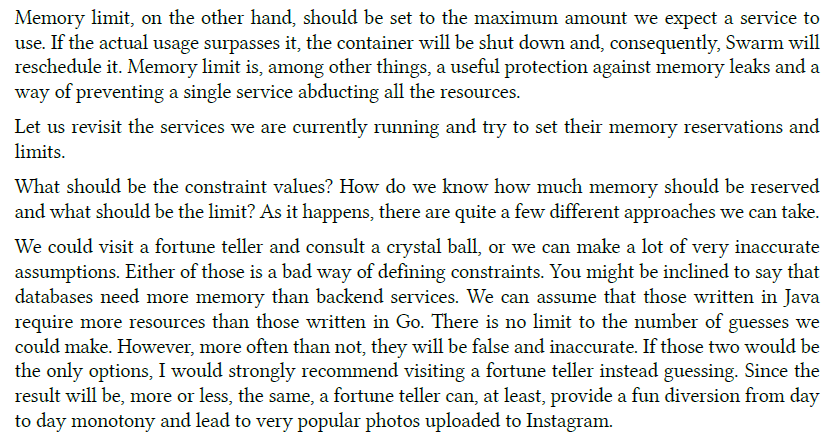 Memory limit, on the other hand, should be set to the maximum amount we expect a service to
use. If the actual usage surpasses it, the container will be shut down and, consequently, Swarm will
reschedule it. Memory limit is, among other things, a useful protection against memory leaks and a
way of preventing a single service abducting all the resources.
Let us revisit the services we are currently running and try to set their memory reservations and
limits.
What should be the constraint values? How do we know how much memory should be reserved
and what should be the limit? As it happens, there are quite a few different approaches we can take.
We could visit a fortune teller and consult a crystal ball, or we can make a lot of very inaccurate
assumptions. Either of those is a bad way of defining constraints. You might be inclined to say that
databases need more memory than backend services. We can assume that those written in Java
require more resources than those written in Go. There is no limit to the number of guesses we
could make. However, more often than not, they will be false and inaccurate. If those two would be
the only options, I would strongly recommend visiting a fortune teller instead guessing. Since the
result will be, more or less, the same, a fortune teller can, at least, provide a fun diversion from day
to day monotony and lead to very popular photos uploaded to Instagram.